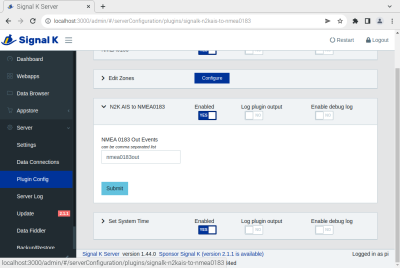 Signal K Server
localhost:3000/admin/#/serverConfiguration/plugins/signalk-n2kais-to-nmea0183
Signal K
Restart
Logout
Dashboard
Webapps
Data Browser
Appstore
Server
Settings
Data Connections
Plugin Config
Server Log
Update
Data Fiddler
Backup/Restore
Edit Zones
Configure
N2K AIS to NMEA0183
Enabled
Log plugin output
Enable debug log
YES
NO
NO
NMEA 0183 Out Events
can be comma separated list
nmea0183out
Submit
Set System Time
Enabled
Log plugin output
Enable debug log
YES
NO
NO
Signal K Server version 1.44.0 Sponsor Signal K (version 2.1.1 is available)
Logged in as pi
localhost:3000/admin/#/serverConfiguration/plugins/signalk-n2kais-to-nmea0183